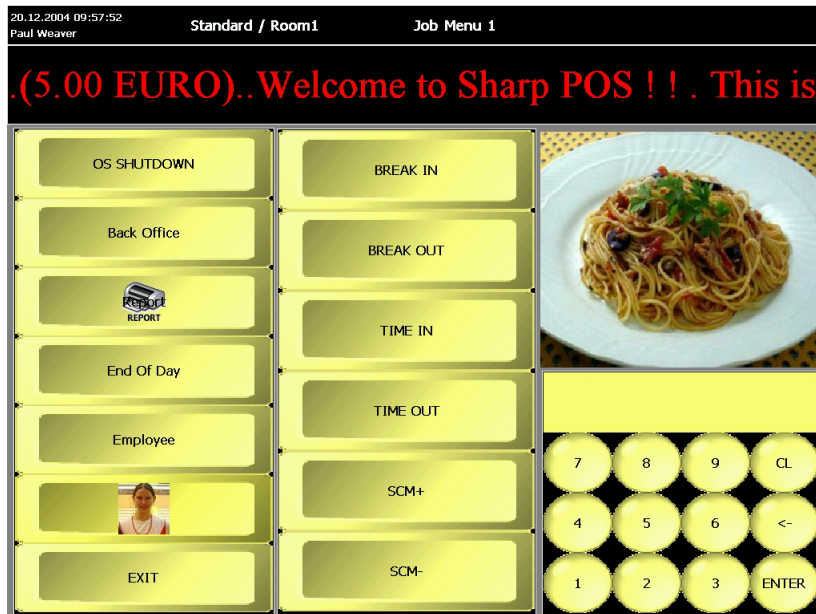 20.12.2004 09:57:52
Paul Weaver
Standard / Room1
Job Menu 1
.(5.00 EURO)..Welcome to Sharp POS ! ! . This is
OS SHUTDOWN
Back Office
Report
REPORT
End Of Day
Employee
EXIT
BREAK IN
BREAK OUT
TIME IN
TIME OUT
SCM+
SCM-
7 8 9 CL
4 5 6 <-
1 2 3 ENTER